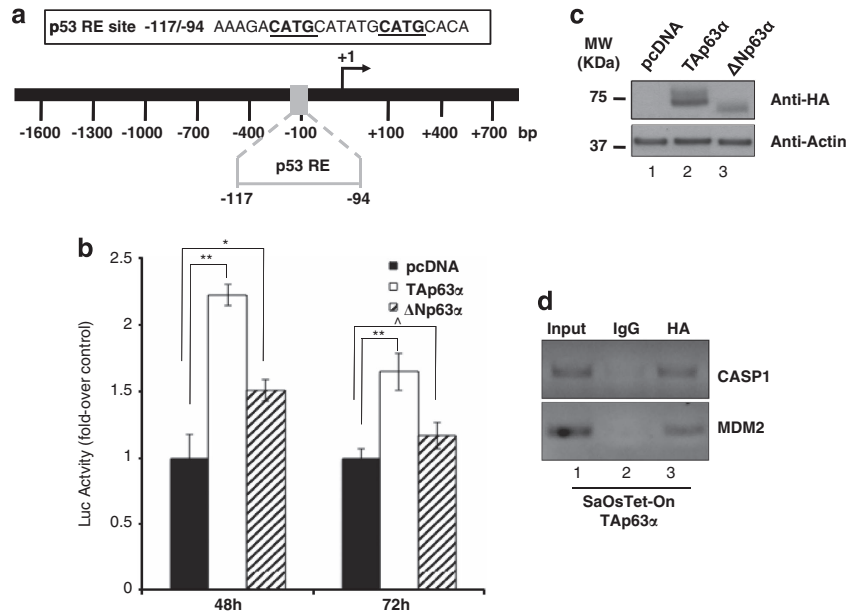 a
p53 RE site -117/-94 AAAGACATGCATATGCATGCACA
+1
-1600 -1300 -1000 -700 -400 -100 +100 +400 +700 bp
p53 RE
-117 -94
b
Luc Actvity (fold-over control)
2.5
2
1.5
1
0.5
0
*
**
^
**
pcDNA
TAp63α
ΔNp63α
48h 72h
c
MW
(KDa)
pcDNA
TAp63α
ΔNp63α
75
Anti-HA
37
Anti-Actin
1 2 3
d
Input IgG HA
CASP1
MDM2
1 2 3
SaOsTet-On
TAp63α